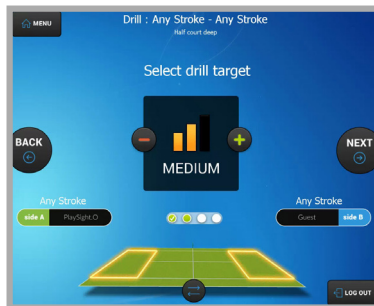 MENU
Drill : Any Stroke - Any Stroke
Half court deep
Select drill target
BACK
NEXT
MEDIUM
Any Stroke
side A PlaySight.O
Any Stroke
Guest side B
LOG OUT